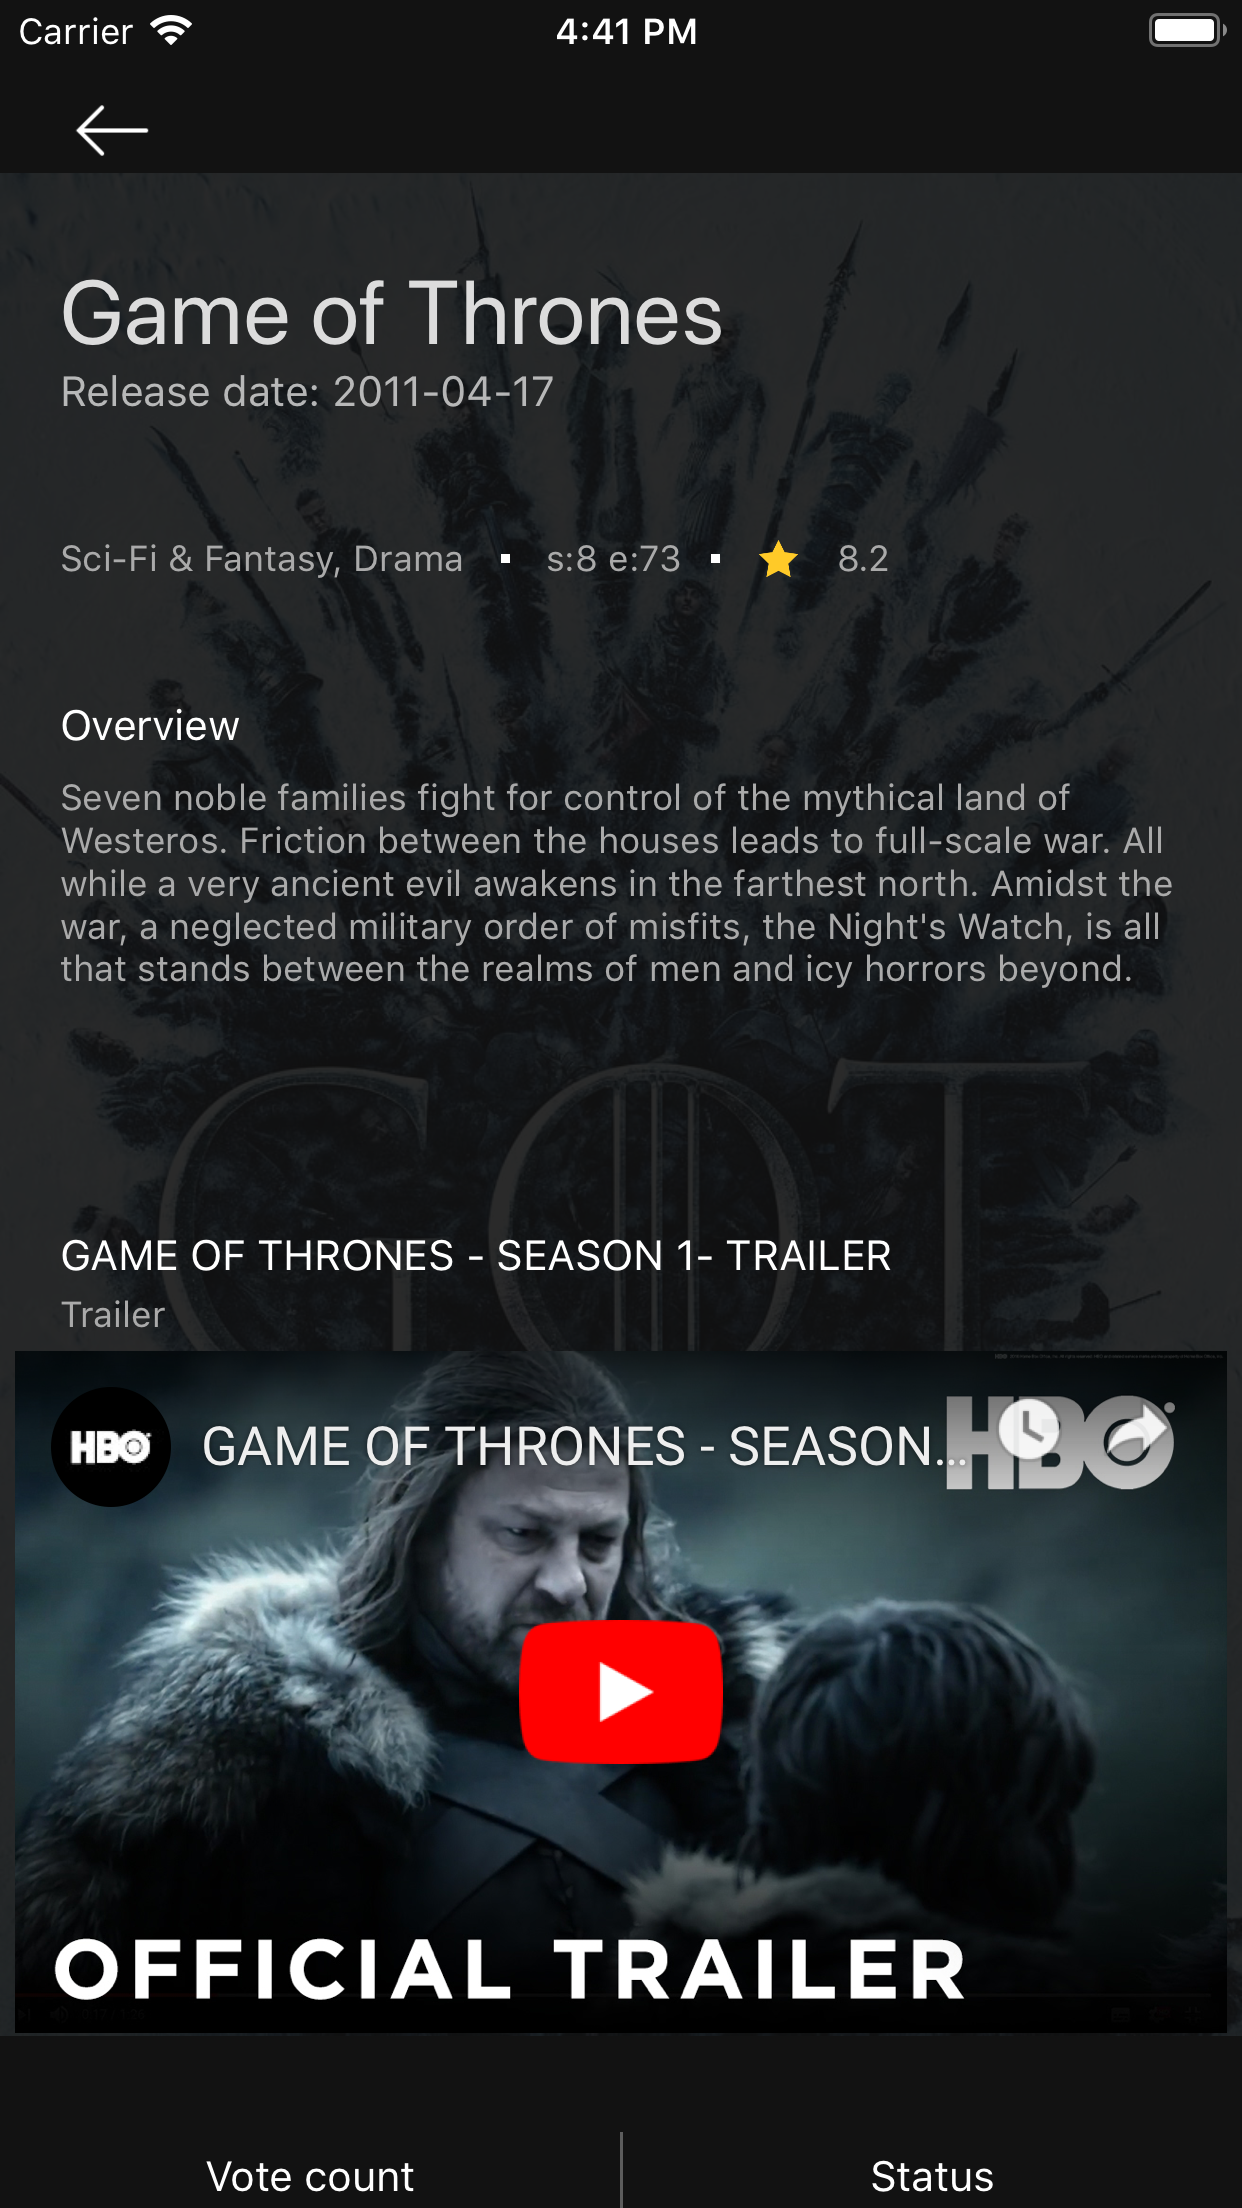 Carrier
4:41 PM
Game of Thrones
Release date: 2011-04-17
Sci-Fi & Fantasy, Drama ▪ s:8 e:73 ▪ ★ 8.2
Overview
Seven noble families fight for control of the mythical land of
Westeros. Friction between the houses leads to full-scale war. All
while a very ancient evil awakens in the farthest north. Amidst the
war, a neglected military order of misfits, the Night's Watch, is all
that stands between the realms of men and icy horrors beyond.
GOT
GAME OF THRONES - SEASON 1- TRAILER
Trailer
HBO
GAME OF THRONES - SEASON...
HBO
OFFICIAL TRAILER
Vote count
Status